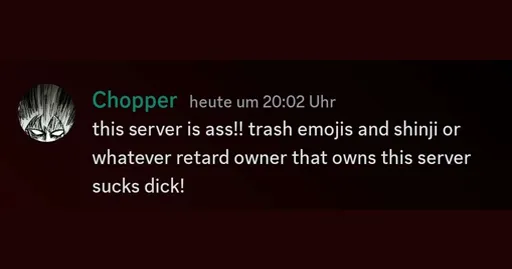 Chopper heute um 20:02 Uhr
this server is ass!! trash emojis and shinji or
whatever retard owner that owns this server
sucks dick!